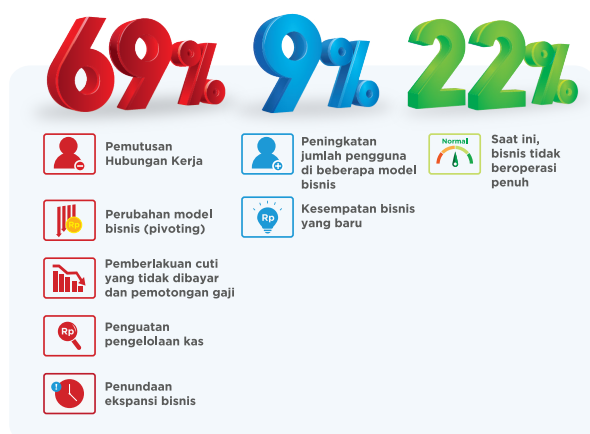 69%
9%
22%
Pemutusan
Hubungan Kerja
Rp
Perubahan model
bisnis (pivoting)
Pemberlakuan cuti
yang tidak dibayar
dan pemotongan gaji
Rp
Penguatan
pengelolaan kas
1
Penundaan
ekspansi bisnis
Peningkatan
jumlah pengguna
di beberapa model
bisnis
Rp
Kesempatan bisnis
yang baru
Normal
Saat ini,
bisnis tidak
beroperasi
penuh